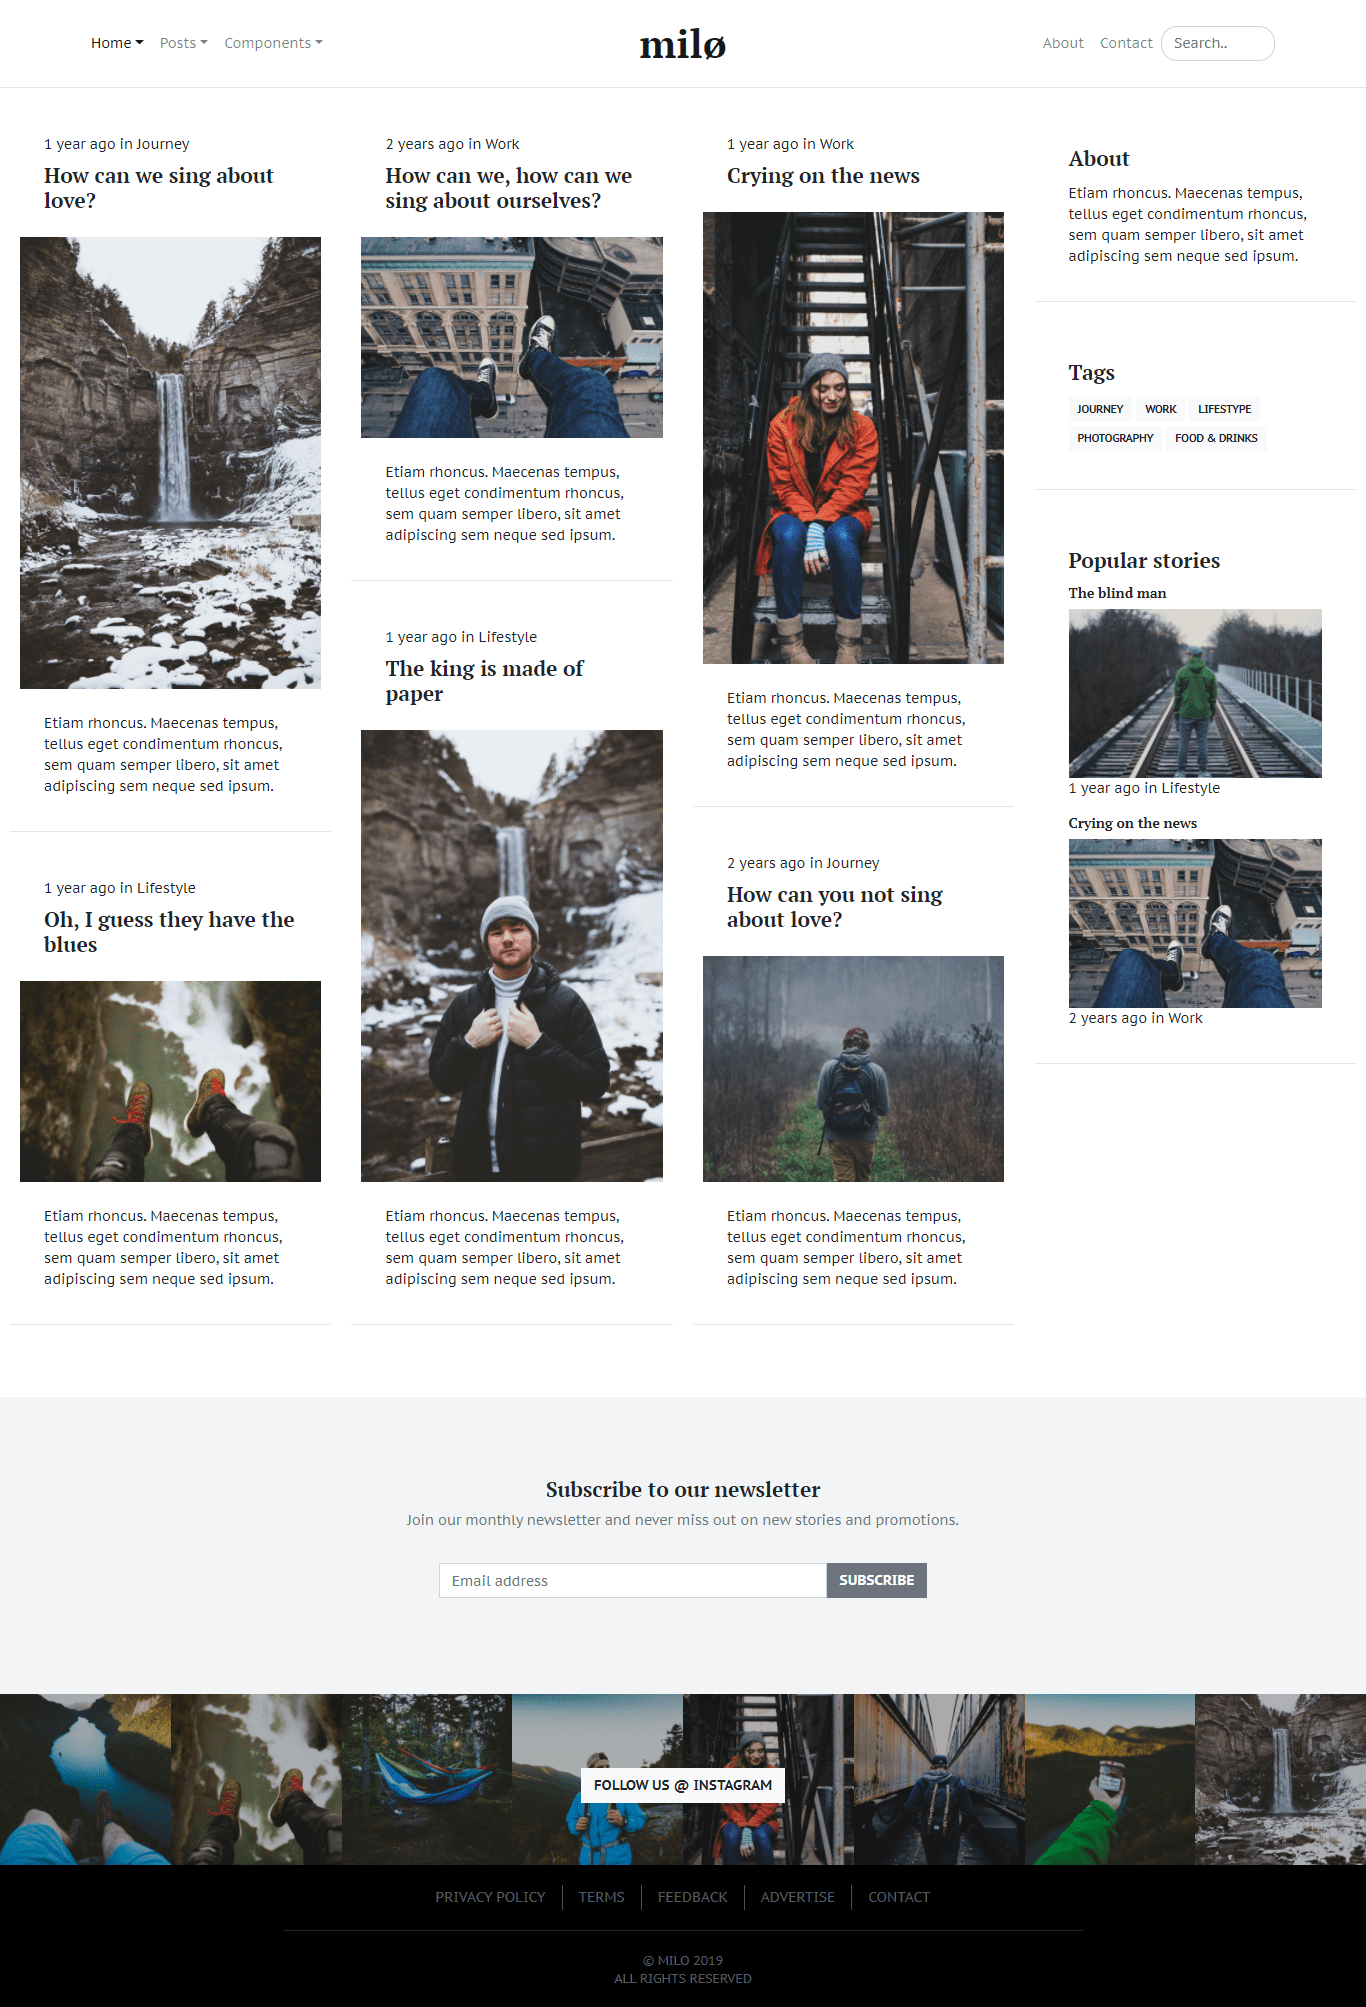 Home
Posts
Components
milø
About
Contact
Search..
1 year ago in Journey
How can we sing about
love?
Etiam rhoncus. Maecenas tempus,
tellus eget condimentum rhoncus,
sem quam semper libero, sit amet
adipiscing sem neque sed ipsum.
1 year ago in Lifestyle
Oh, I guess they have the
blues
Etiam rhoncus. Maecenas tempus,
tellus eget condimentum rhoncus,
sem quam semper libero, sit amet
adipiscing sem neque sed ipsum.
2 years ago in Work
How can we, how can we
sing about ourselves?
Etiam rhoncus. Maecenas tempus,
tellus eget condimentum rhoncus,
sem quam semper libero, sit amet
adipiscing sem neque sed ipsum.
1 year ago in Lifestyle
The king is made of
paper
Etiam rhoncus. Maecenas tempus,
tellus eget condimentum rhoncus,
sem quam semper libero, sit amet
adipiscing sem neque sed ipsum.
1 year ago in Work
Crying on the news
Etiam rhoncus. Maecenas tempus,
tellus eget condimentum rhoncus,
sem quam semper libero, sit amet
adipiscing sem neque sed ipsum.
2 years ago in Journey
How can you not sing
about love?
Etiam rhoncus. Maecenas tempus,
tellus eget condimentum rhoncus,
sem quam semper libero, sit amet
adipiscing sem neque sed ipsum.
About
Etiam rhoncus. Maecenas tempus,
tellus eget condimentum rhoncus,
sem quam semper libero, sit amet
adipiscing sem neque sed ipsum.
Tags
JOURNEY WORK LIFESTYPE
PHOTOGRAPHY FOOD & DRINKS
Popular stories
The blind man
1 year ago in Lifestyle
Crying on the news
2 years ago in Work
Subscribe to our newsletter
Join our monthly newsletter and never miss out on new stories and promotions.
Email address
SUBSCRIBE
FOLLOW US @ INSTAGRAM
PRIVACY POLICY
TERMS
FEEDBACK
ADVERTISE
CONTACT
© MILO 2019
ALL RIGHTS RESERVED